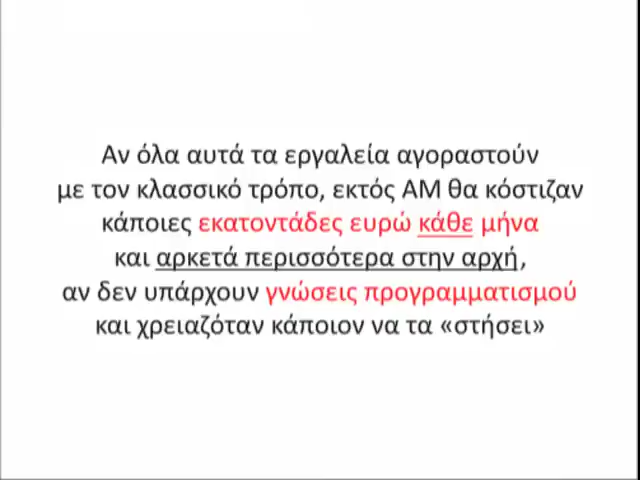 Αν όλα αυτά τα εργαλεία αγοραστούν
με τον κλασσικό τρόπο, εκτός ΑΜ θα κόστιζαν
κάποιες εκατοντάδες ευρώ κάθε μήνα
και αρκετά περισσότερα στην αρχή,
αν δεν υπάρχουν γνώσεις προγραμματισμού
και χρειαζόταν κάποιον να τα «στήσει»